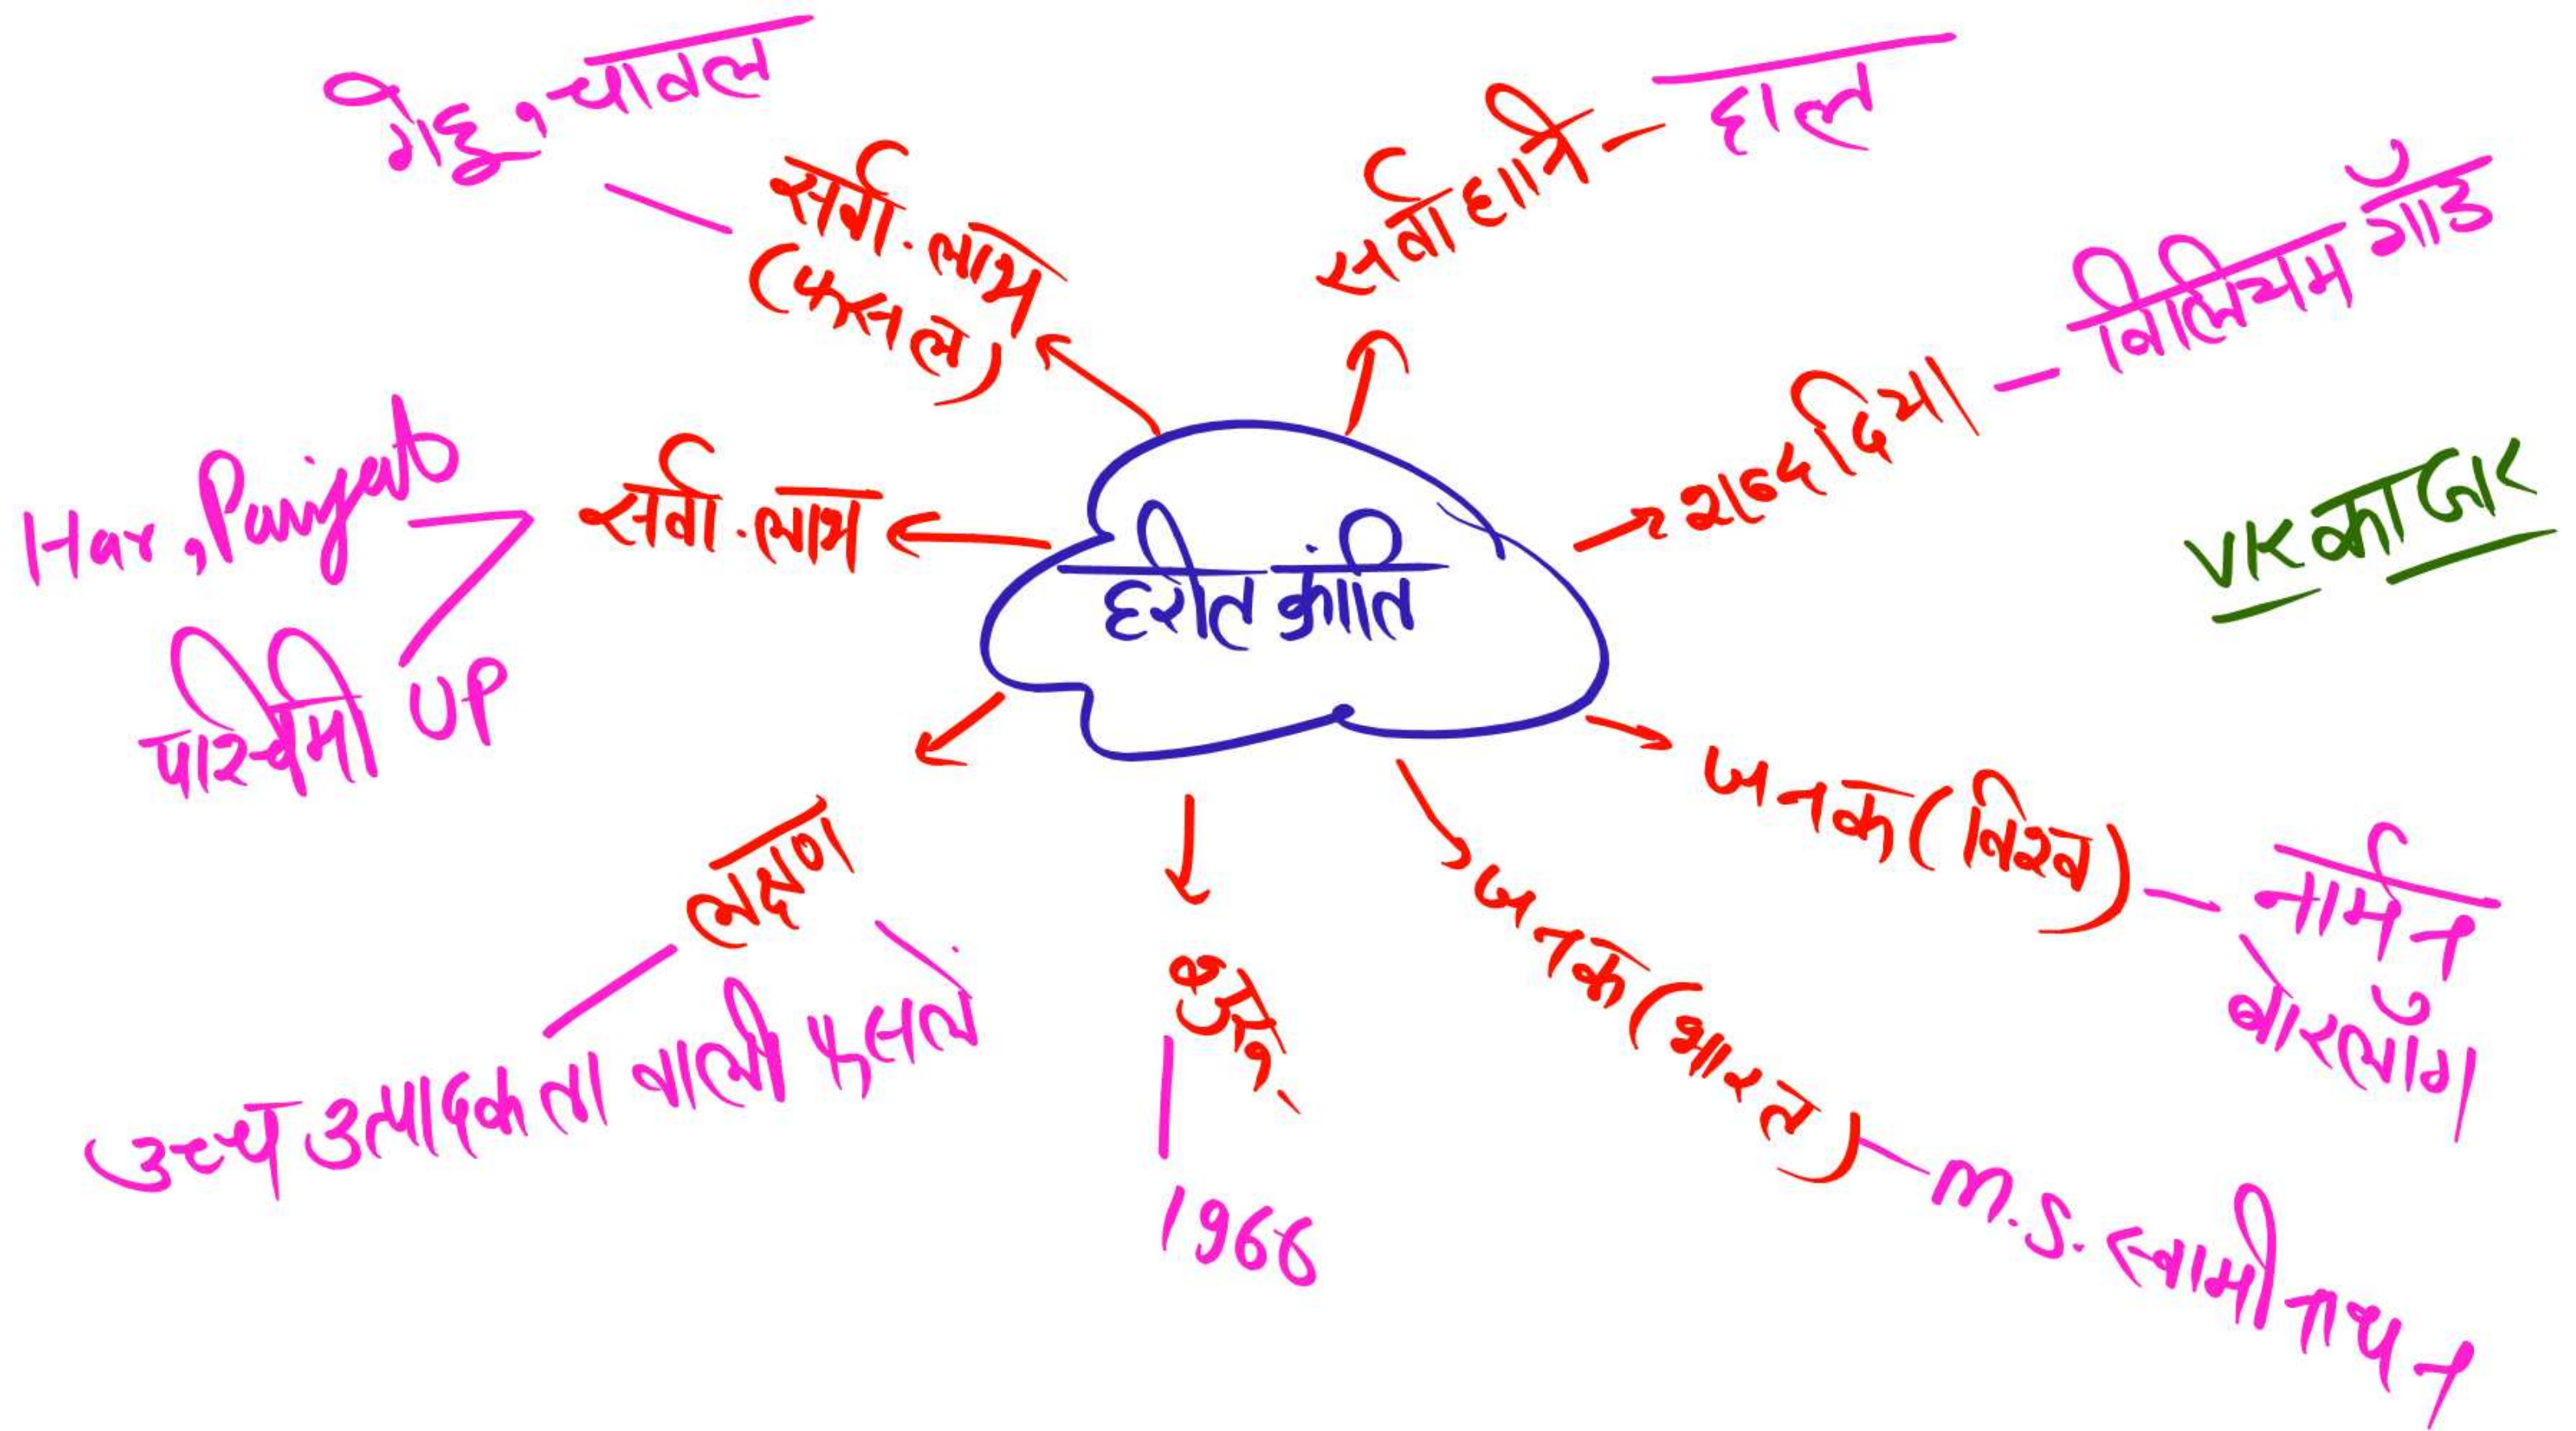 गेहू, चावल
सर्वा. लाभ
(फसल)
सर्वा हानि - दाल
शब्द दिया - विलियम गॉड
VK का जार
Har, Punjab
पश्चिमी UP
सर्वा. लाभ
हरीत क्रांति
लक्षण
उच्च उत्पादकता वाली फसलें
1966
जनक (विश्व) - नार्मन
बोरलॉग
जनक (भारत) - M.S. स्वामीनाथन